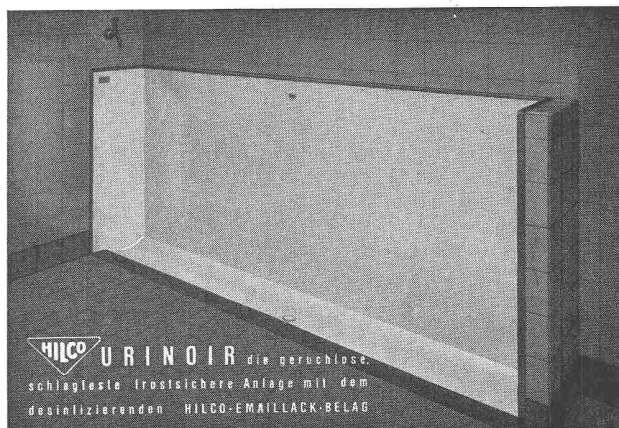 HILCO URINOIR die geruchlose,
schlagfeste frostsichere Anlage mit dem
desinfizierenden HILCO-EMAILLACK-BELAG